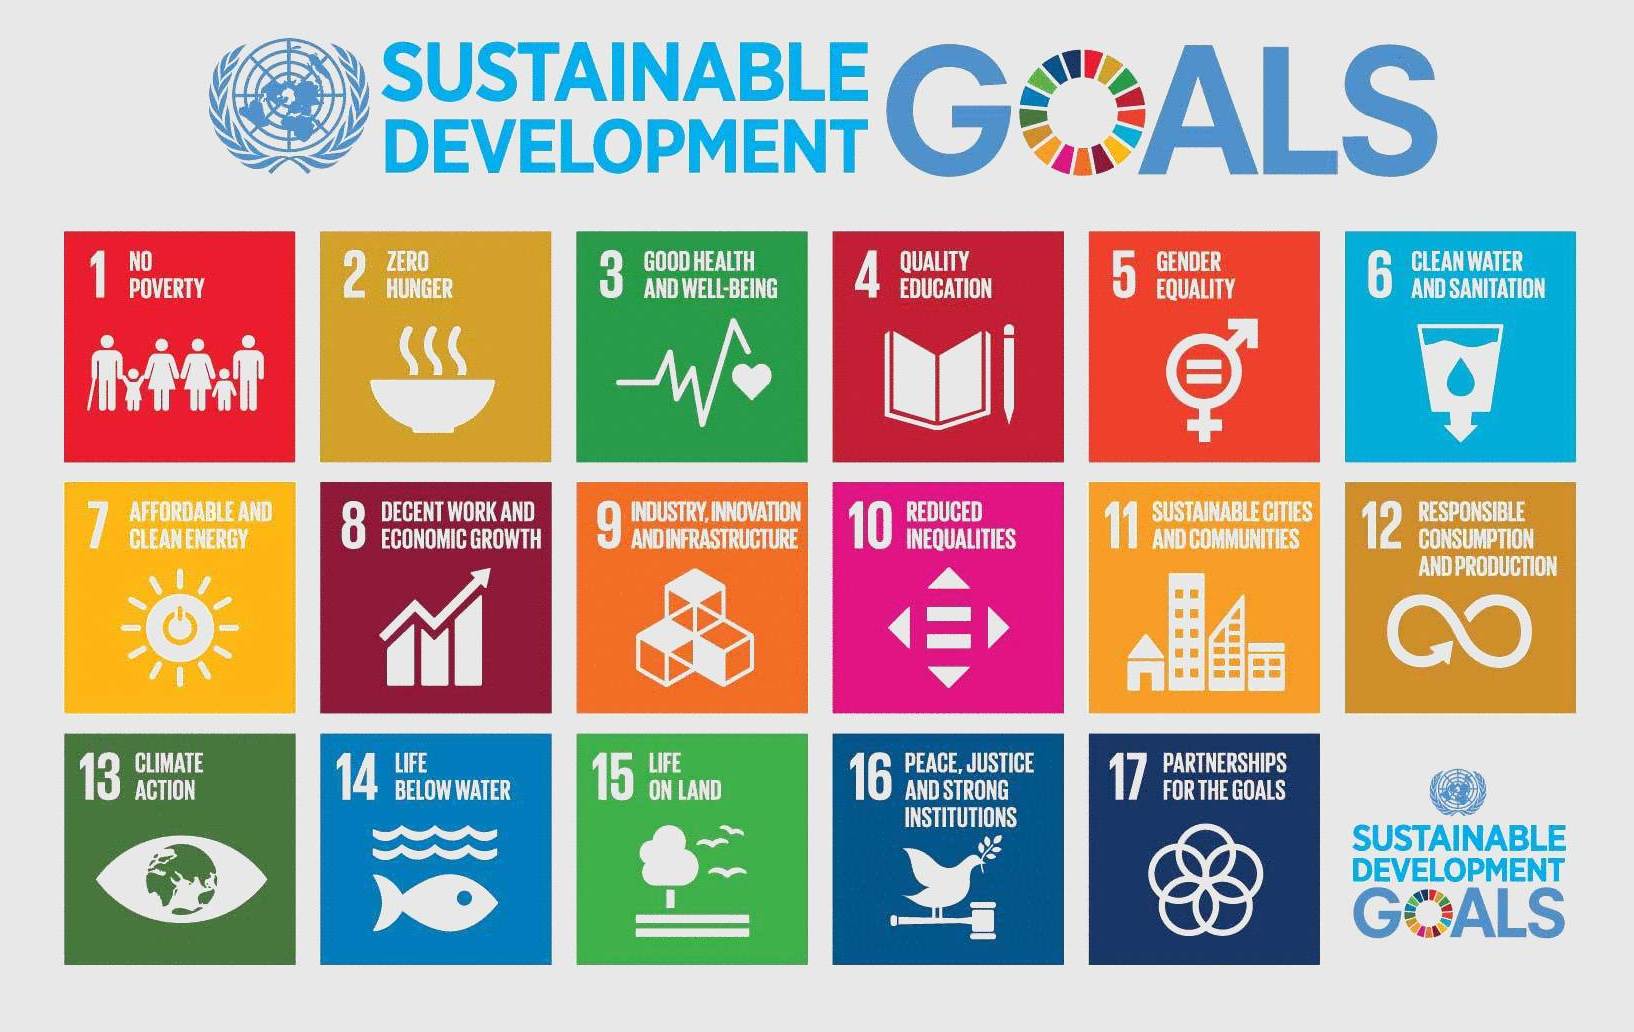 SUSTAINABLE
DEVELOPMENT
GOALS
1 NO
POVERTY
2 ZERO
HUNGER
3 GOOD HEALTH
AND WELL-BEING
4 QUALITY
EDUCATION
5 GENDER
EQUALITY
6 CLEAN WATER
AND SANITATION
7 AFFORDABLE AND
CLEAN ENERGY
8 DECENT WORK AND
ECONOMIC GROWTH
9 INDUSTRY, INNOVATION
AND INFRASTRUCTURE
10 REDUCED
INEQUALITIES
11 SUSTAINABLE CITIES
AND COMMUNITIES
12 RESPONSIBLE
CONSUMPTION
AND PRODUCTION
13 CLIMATE
ACTION
14 LIFE
BELOW WATER
15 LIFE
ON LAND
16 PEACE, JUSTICE
AND STRONG
INSTITUTIONS
17 PARTNERSHIPS
FOR THE GOALS
SUSTAINABLE
DEVELOPMENT
GOALS